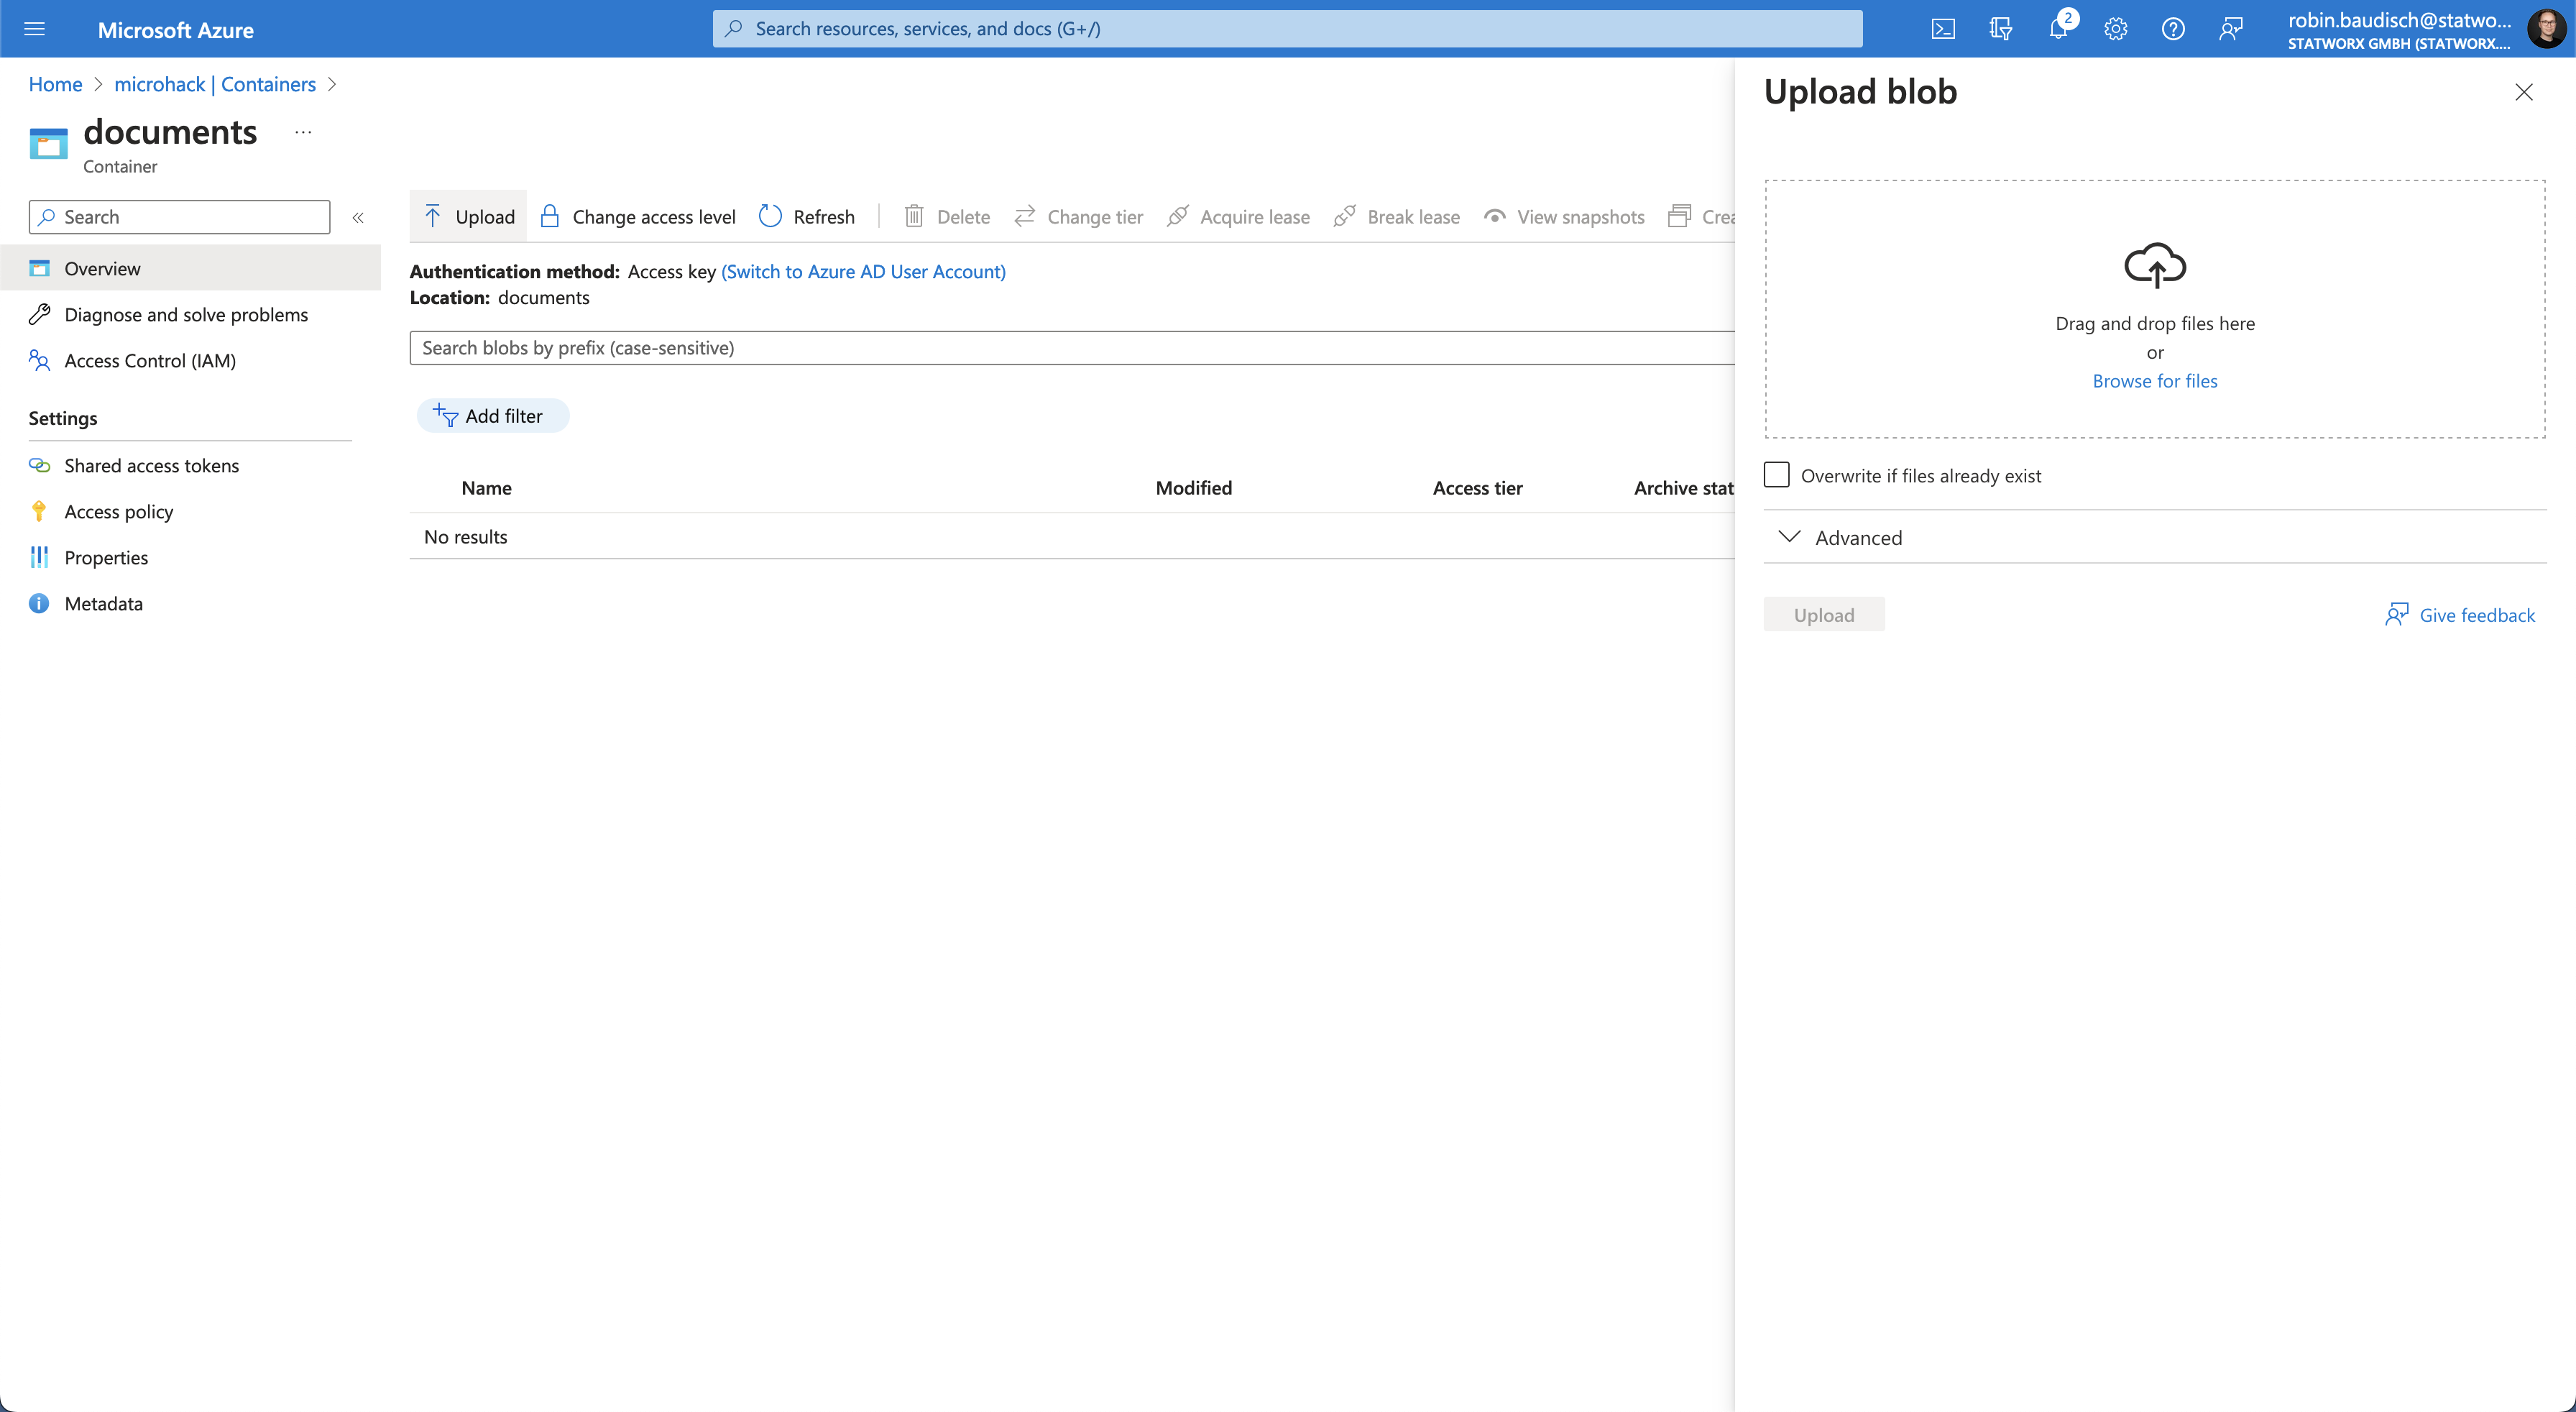 Microsoft Azure
Search resources, services, and docs (G+/)
2
robin.baudisch@statwo...
STATWORX GMBH (STATWORX....
Home > microhack | Containers >
documents ...
Container
Search «
Overview
Diagnose and solve problems
Access Control (IAM)
Settings
Shared access tokens
Access policy
Properties
Metadata
Upload Change access level Refresh Delete Change tier Acquire lease Break lease View snapshots Crea
Authentication method: Access key (Switch to Azure AD User Account)
Location: documents
Search blobs by prefix (case-sensitive)
Add filter
Name Modified Access tier Archive stat
No results
Upload blob
Drag and drop files here
or
Browse for files
Overwrite if files already exist
Advanced
Upload
Give feedback